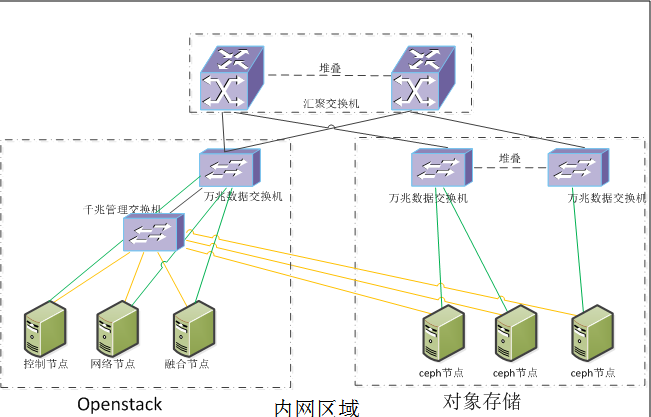 堆叠
汇聚交换机
万兆数据交换机
堆叠
万兆数据交换机
万兆数据交换机
千兆管理交换机
控制节点
网络节点
融合节点
ceph节点
ceph节点
ceph节点
Openstack
对象存储
内网区域